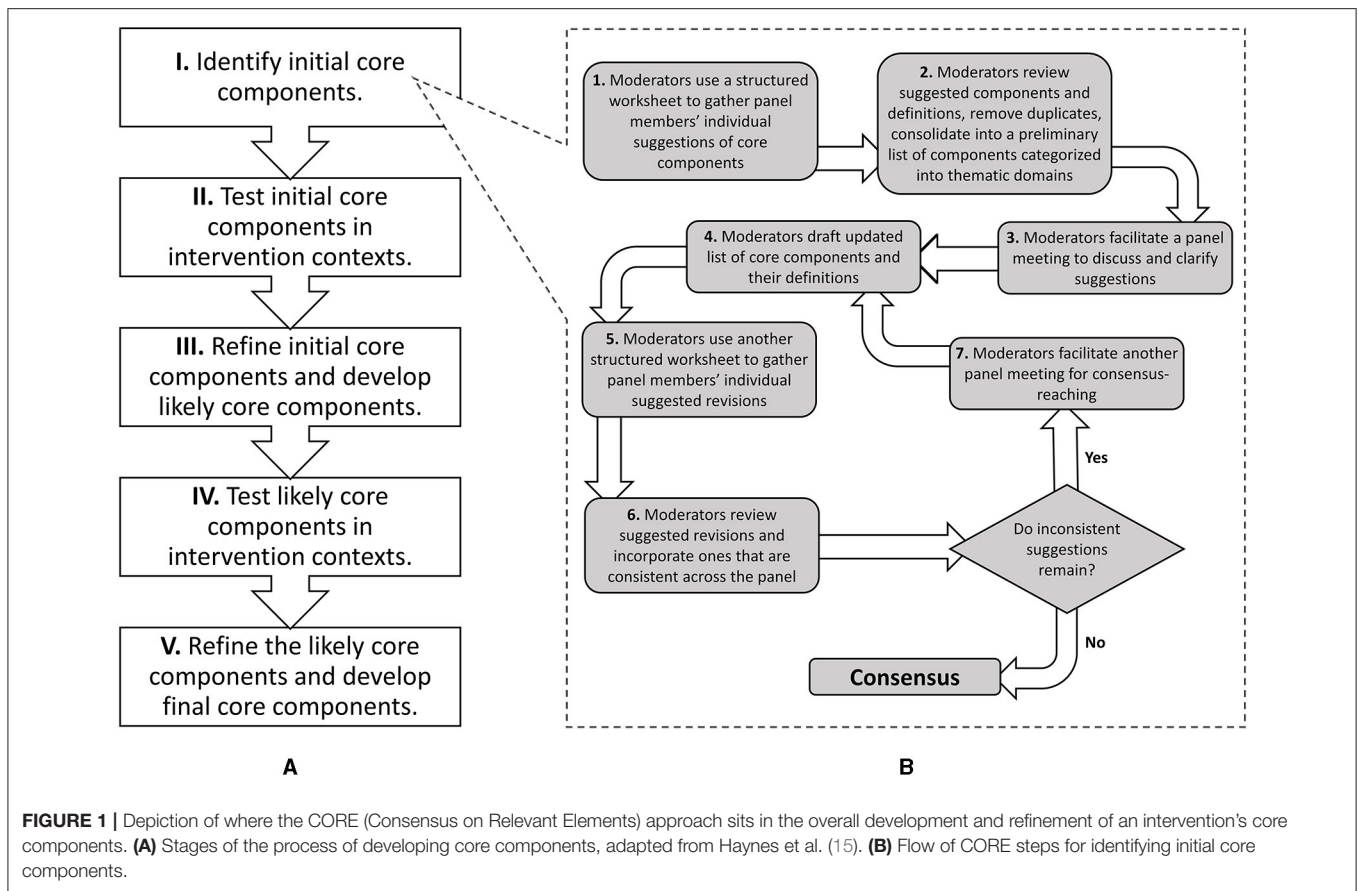 I. Identify initial core
components.
II. Test initial core
components in
intervention contexts.
III. Refine initial core
components and develop
likely core components.
IV. Test likely core
components in
intervention contexts.
V. Refine the likely core
components and develop
final core components.
A
1. Moderators use a structured
worksheet to gather panel
members’ individual
suggestions of core
components
2. Moderators review
suggested components and
definitions, remove duplicates,
consolidate into a preliminary
list of components categorized
into thematic domains
3. Moderators facilitate a panel
meeting to discuss and clarify
suggestions
4. Moderators draft updated
list of core components and
their definitions
5. Moderators use another
structured worksheet to gather
panel members’ individual
suggested revisions
6. Moderators review
suggested revisions and
incorporate ones that are
consistent across the panel
Do inconsistent
suggestions
remain?
Yes
7. Moderators facilitate another
panel meeting for consensus-
reaching
No
Consensus
B
FIGURE 1 | Depiction of where the CORE (Consensus on Relevant Elements) approach sits in the overall development and refinement of an intervention’s core
components. (A) Stages of the process of developing core components, adapted from Haynes et al. (15). (B) Flow of CORE steps for identifying initial core
components.